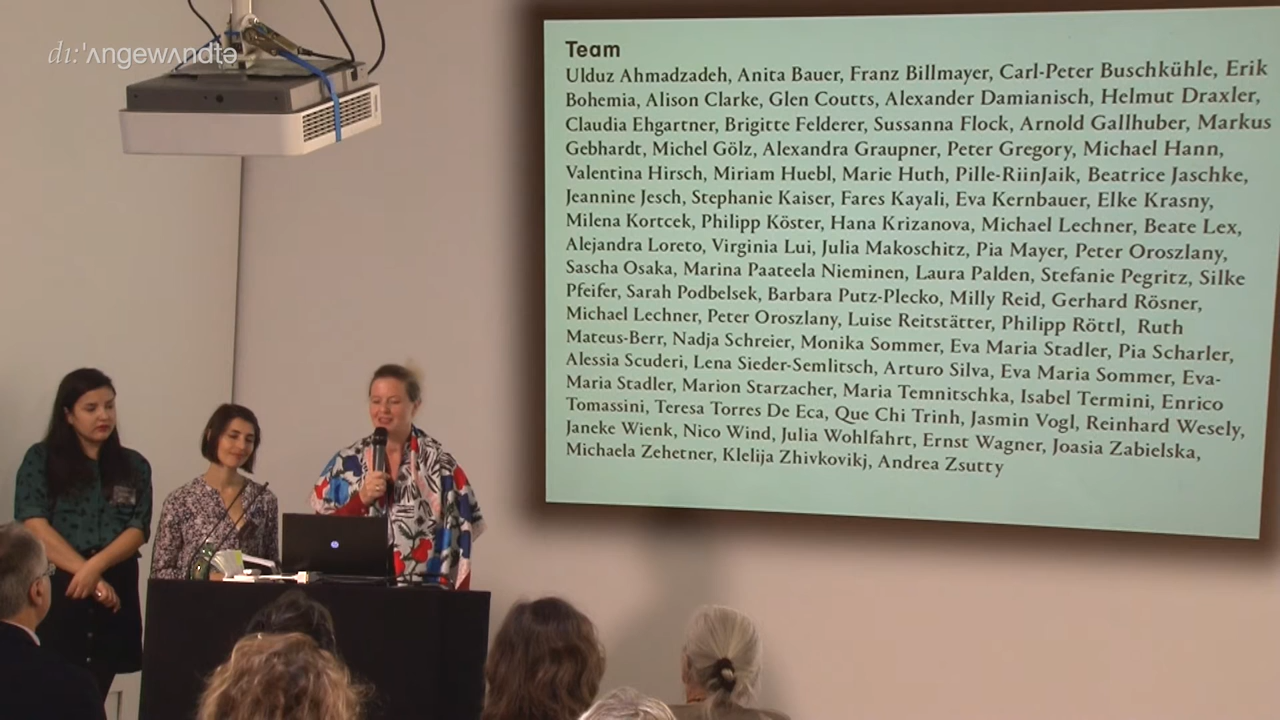 dı:ˈʌngewʌndtə
Team
Ulduz Ahmadzadeh, Anita Bauer, Franz Billmayer, Carl-Peter Buschkühle, Erik
Bohemia, Alison Clarke, Glen Coutts, Alexander Damianisch, Helmut Draxler,
Claudia Ehgartner, Brigitte Felderer, Sussanna Flock, Arnold Gallhuber, Markus
Gebhardt, Michel Gölz, Alexandra Graupner, Peter Gregory, Michael Hann,
Valentina Hirsch, Miriam Huebl, Marie Huth, Pille-RiinJaik, Beatrice Jaschke,
Jeannine Jesch, Stephanie Kaiser, Fares Kayali, Eva Kernbauer, Elke Krasny,
Milena Kortcek, Philipp Köster, Hana Krizanova, Michael Lechner, Beate Lex,
Alejandra Loreto, Virginia Lui, Julia Makoschitz, Pia Mayer, Peter Oroszlany,
Sascha Osaka, Marina Paateela Nieminen, Laura Palden, Stefanie Pegritz, Silke
Pfeifer, Sarah Podbelsek, Barbara Putz-Plecko, Milly Reid, Gerhard Rösner,
Michael Lechner, Peter Oroszlany, Luise Reitstätter, Philipp Röttl, Ruth
Mateus-Berr, Nadja Schreier, Monika Sommer, Eva Maria Stadler, Pia Scharler,
Alessia Scuderi, Lena Sieder-Semlitsch, Arturo Silva, Eva Maria Sommer, Eva-
Maria Stadler, Marion Starzacher, Maria Temnitschka, Isabel Termini, Enrico
Tomassini, Teresa Torres De Eca, Que Chi Trinh, Jasmin Vogl, Reinhard Wesely,
Janeke Wienk, Nico Wind, Julia Wohlfahrt, Ernst Wagner, Joasia Zabielska,
Michaela Zehetner, Klelija Zhivkovikj, Andrea Zsutty